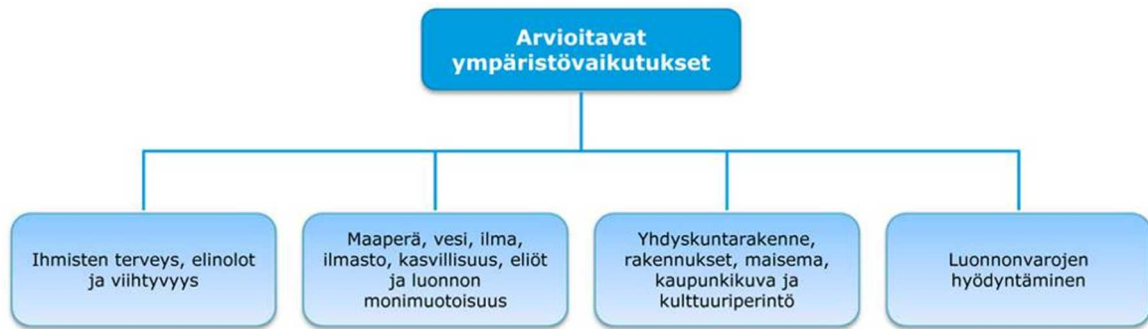 Arvioitavat
ympäristövaikutukset
Ihmisten terveys, elinolot
ja viihtyvyys
Maaperä, vesi, ilma,
ilmasto, kasvillisuus, eliöt
ja luonnon
monimuotoisuus
Yhdyskuntarakenne,
rakennukset, maisema,
kaupunkikuva ja
kulttuuriperintö
Luonnonvarojen
hyödyntäminen